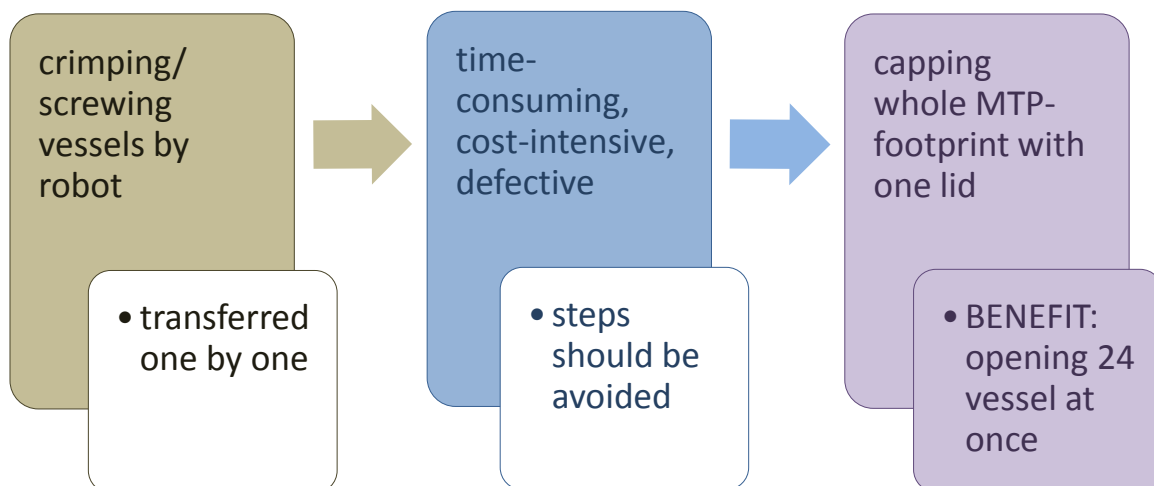 crimping/
screwing
vessels by
robot
• transferred
one by one
time-
consuming,
cost-intensive,
defective
• steps
should be
avoided
capping
whole MTP-
footprint with
one lid
• BENEFIT:
opening 24
vessel at
once